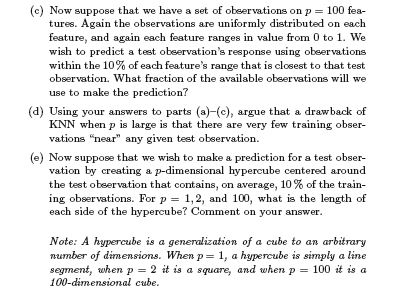 (c) Now suppose that we have a set of observations on p = 100 fea-
tures. Again the observations are uniformly distributed on each
feature, and again each feature ranges in value from 0 to 1. We
wish to predict a test observation's response using observations
within the 10 % of each feature's range that is closest to that test
observation. What fraction of the available observations will we
use to make the prediction?
(d) Using your answers to parts (a)–(c), argue that a drawback of
KNN when p is large is that there are very few training obser-
vations "near" any given test observation.
(e) Now suppose that we wish to make a prediction for a test obser-
vation by creating a p-dimensional hypercube centered around
the test observation that contains, on average, 10 % of the train-
ing observations. For p = 1, 2, and 100, what is the length of
each side of the hypercube? Comment on your answer.
Note: A hypercube is a generalization of a cube to an arbitrary
number of dimensions. When p = 1, a hypercube is simply a line
segment, when p = 2 it is a square, and when p = 100 it is a
100-dimensional cube.